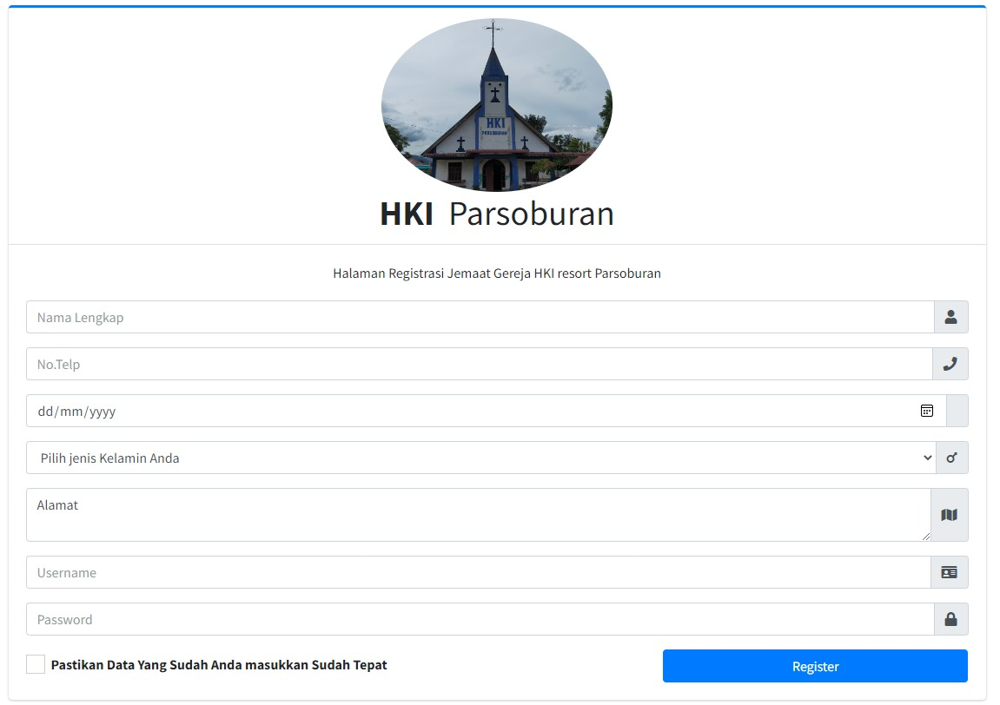 HKI
PARSOBURAN
HKI Parsoburan
Halaman Registrasi Jemaat Gereja HKI resort Parsoburan
Nama Lengkap
No.Telp
dd/mm/yyyy
Pilih jenis Kelamin Anda
Alamat
Username
Password
Pastikan Data Yang Sudah Anda masukkan Sudah Tepat
Register